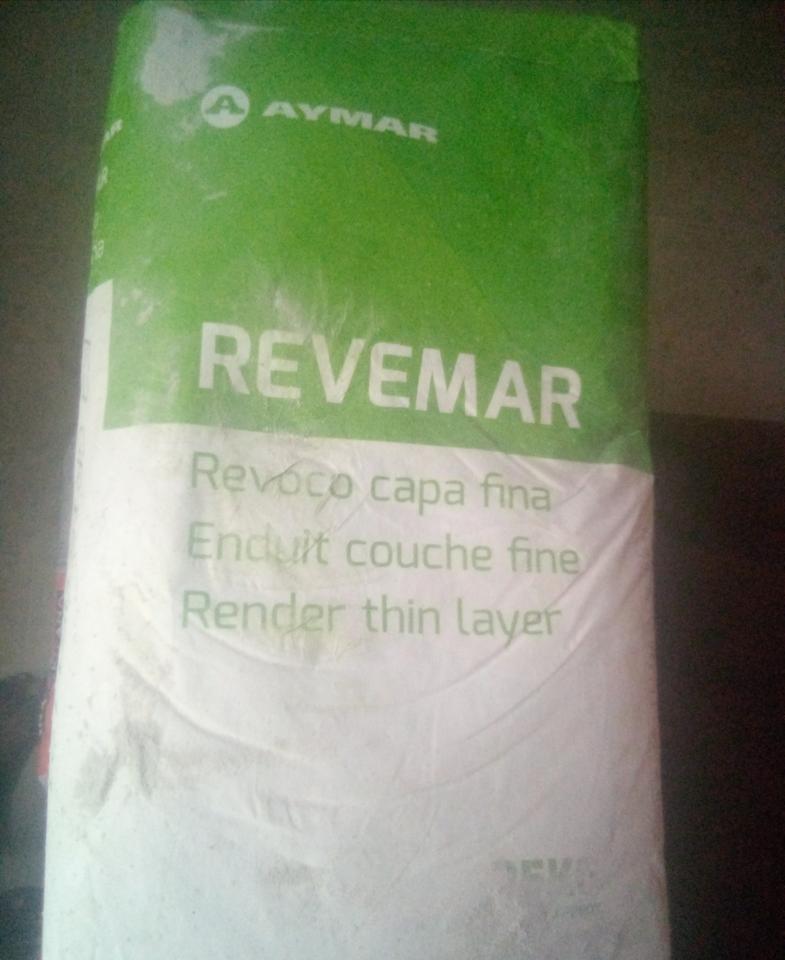 AYMAR
REVEMAR
Revoco capa fina
Enduit couche fine
Render thin layer